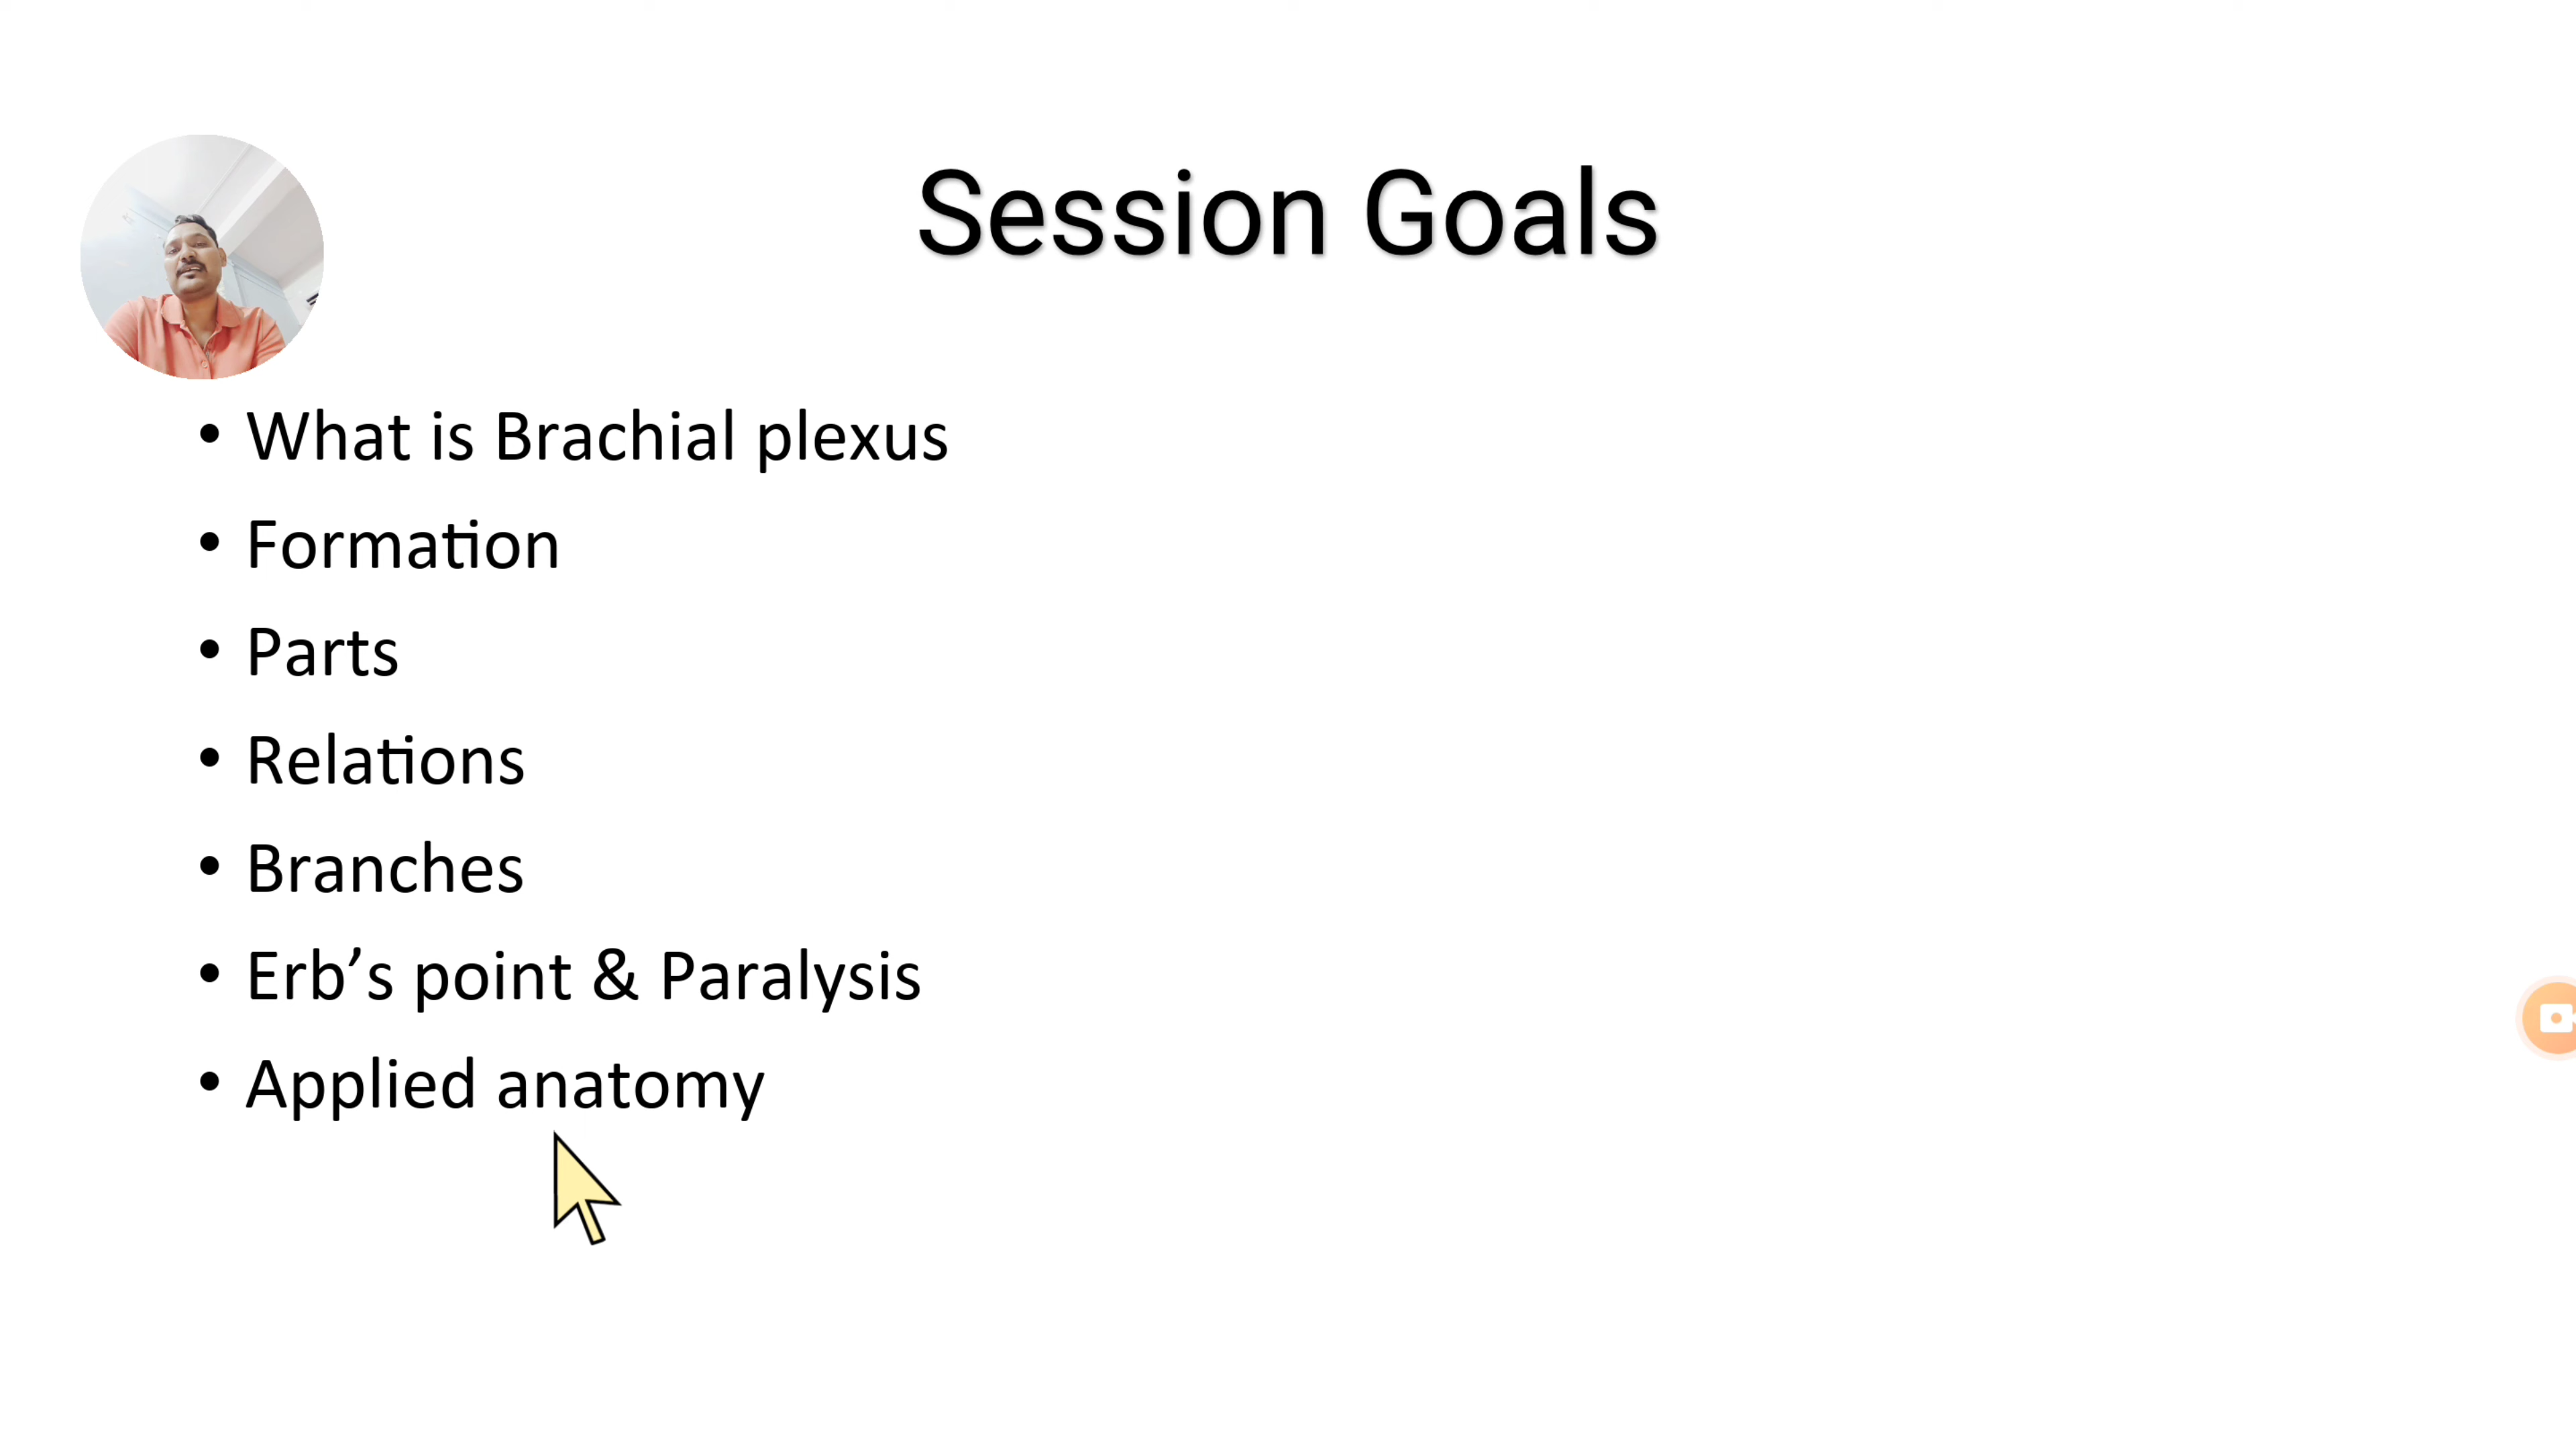 Session Goals
• What is Brachial plexus
• Formation
• Parts
• Relations
• Branches
• Erb’s point & Paralysis
• Applied anatomy